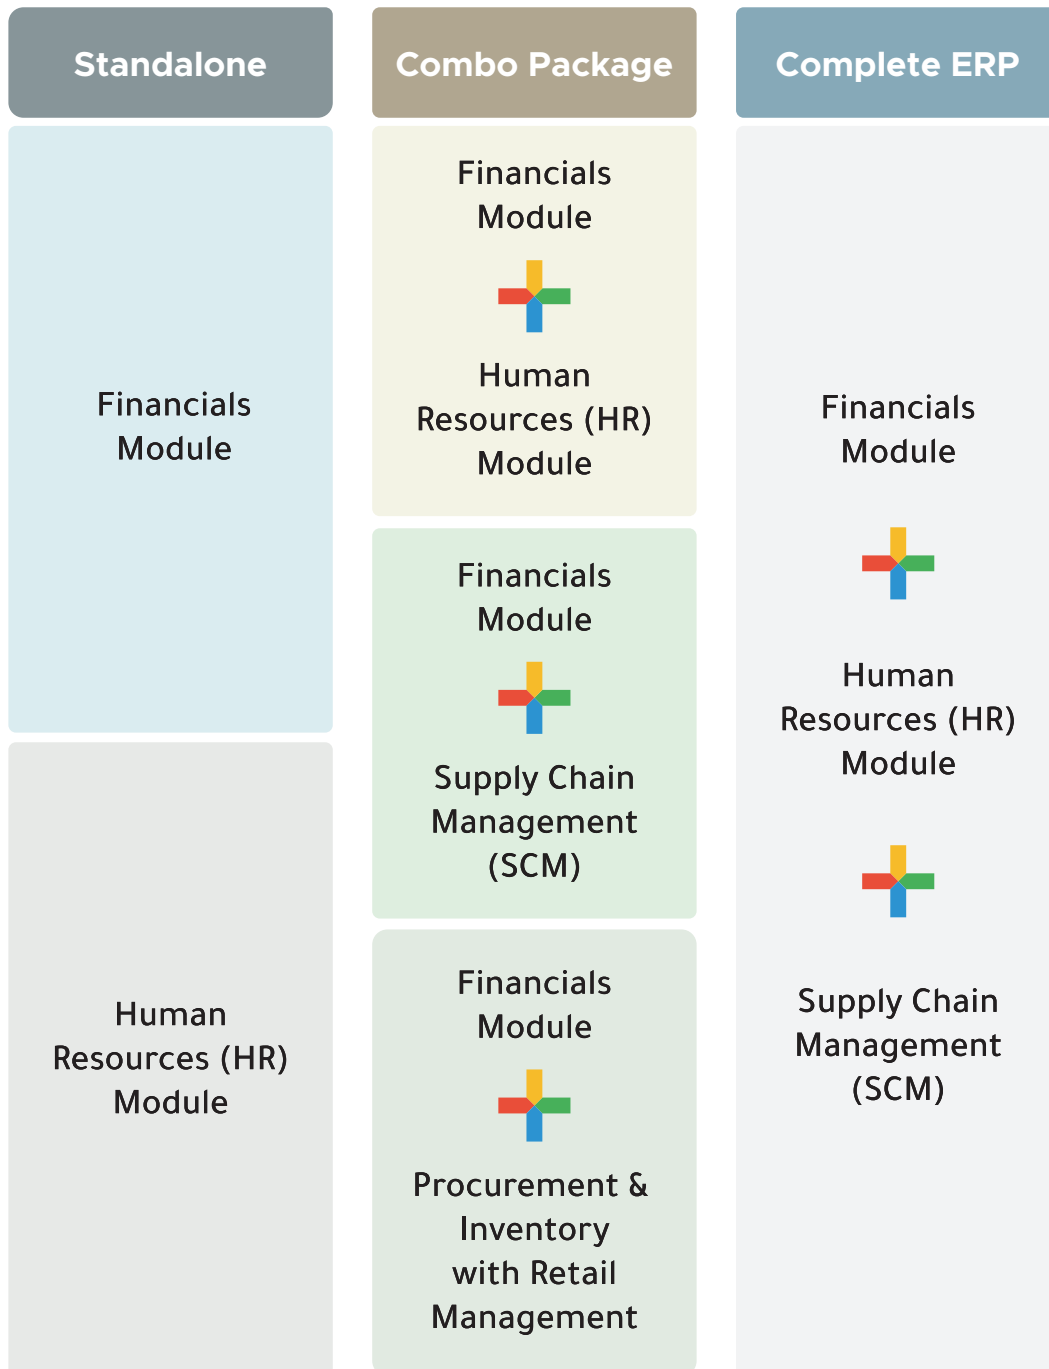 Standalone
Financials
Module
Human
Resources (HR)
Module
Combo Package
Financials
Module
Human
Resources (HR)
Module
Financials
Module
Supply Chain
Management
(SCM)
Financials
Module
Procurement &
Inventory
with Retail
Management
Complete ERP
Financials
Module
Human
Resources (HR)
Module
Supply Chain
Management
(SCM)